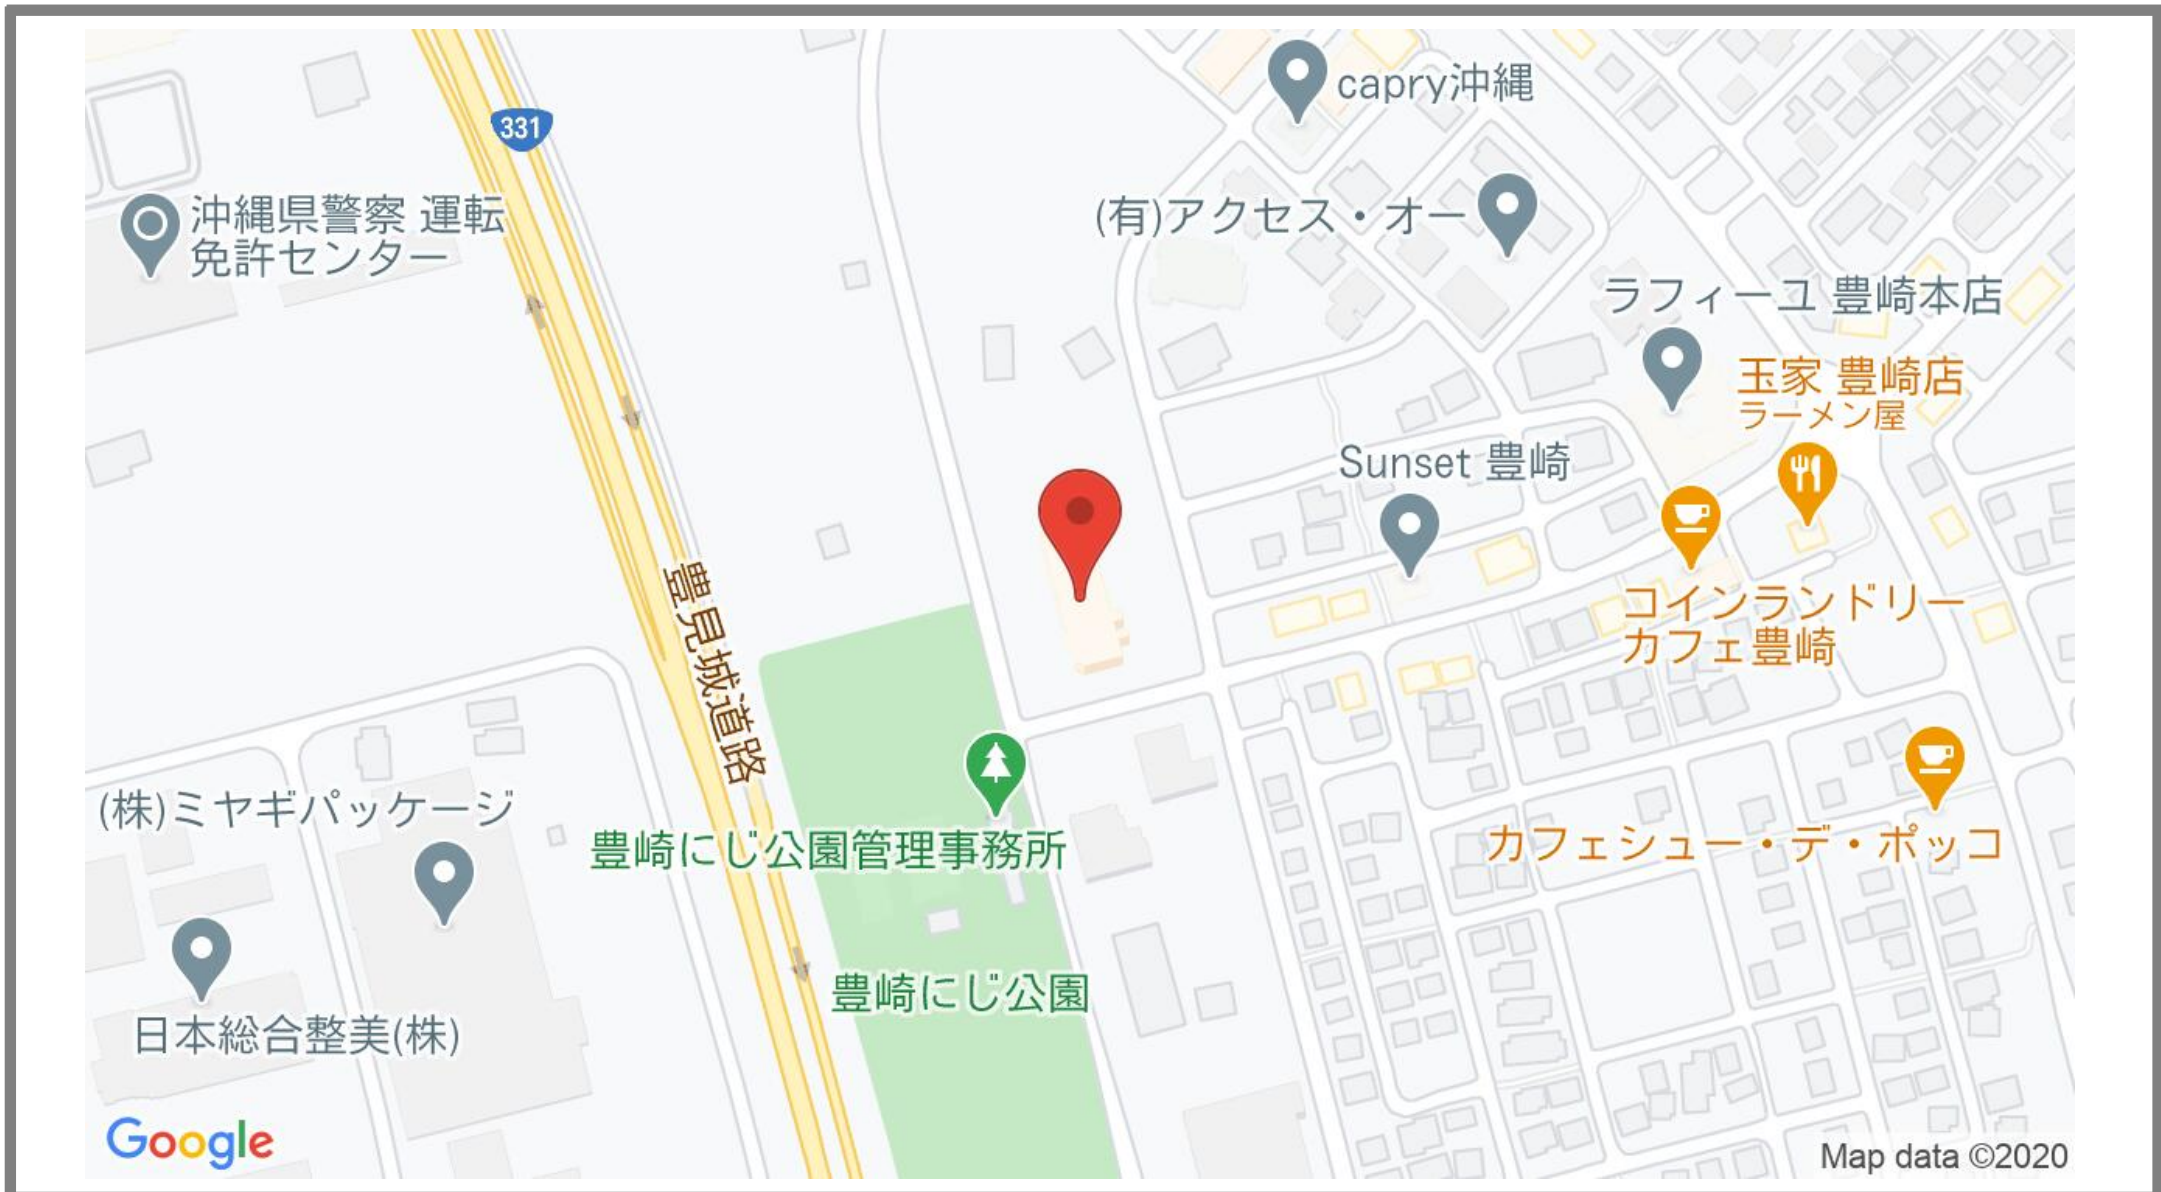 capry沖縄
331
(有)アクセス・オー
沖縄県警察 運転
免許センター
ラフィーユ 豊崎本店
玉家 豊崎店
ラーメン屋
Sunset 豊崎
コインランドリー
カフェ豊崎
豊見城道路
(株)ミヤギパッケージ
豊崎にじ公園管理事務所
カフェシュー・デ・ポッコ
豊崎にじ公園
日本総合整美(株)
Google
Map data ©2020